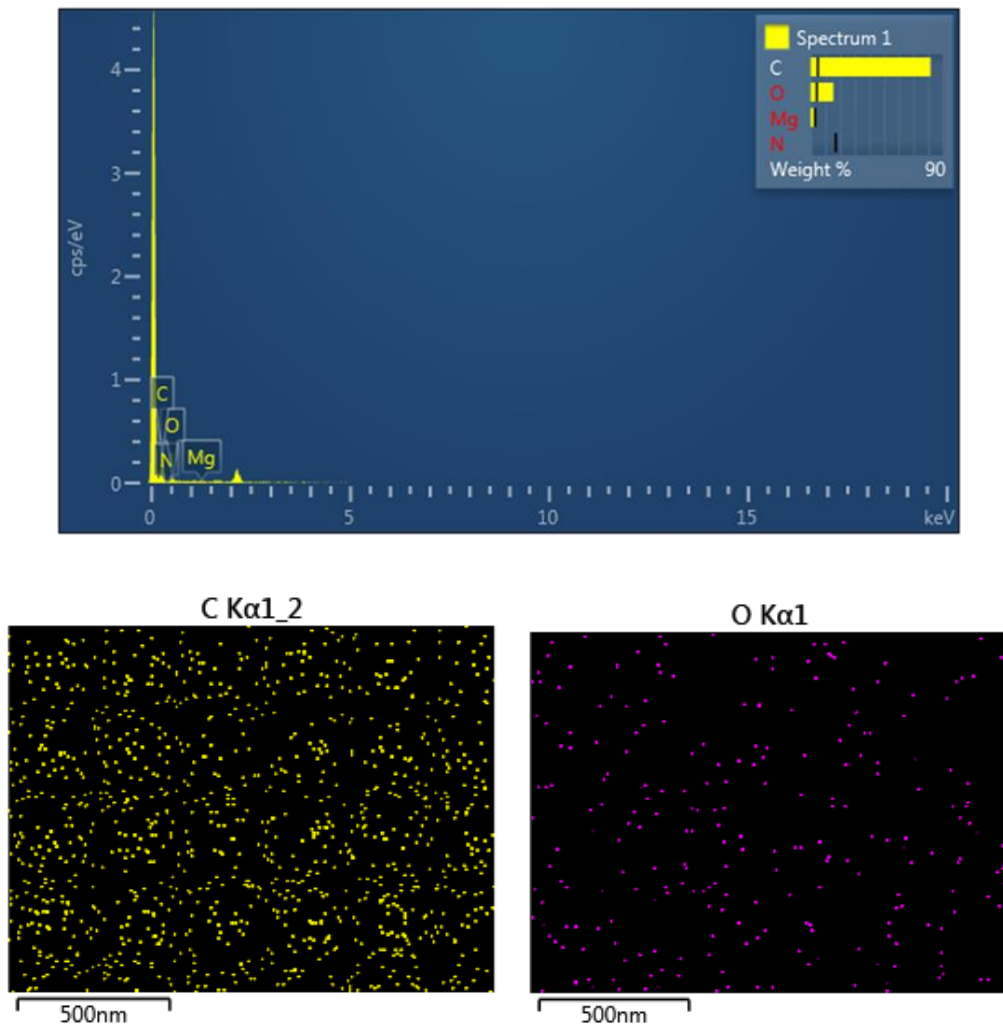 Spectrum 1
C
O
Mg
N
Weight % 90
cps/eV
4
3
2
1
0
C
O
N
Mg
0 5 10 15 keV
C Kα1_2
O Kα1
500nm
500nm